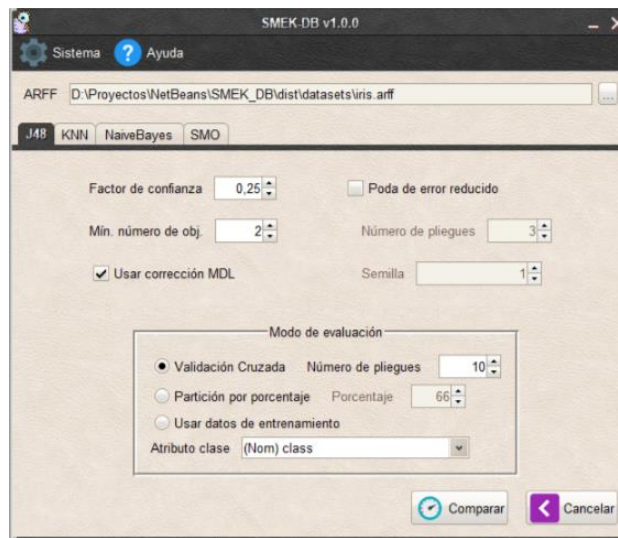 SMEK-DB v1.0.0
Sistema ? Ayuda
ARFF D:\Proyectos\NetBeans\SMEK_DB\dist\datasets\iris.arff ...
J48 KNN NaiveBayes SMO
Factor de confianza 0,25 Poda de error reducido
Mín. número de obj. 2 Número de pliegues 3
Usar corrección MDL Semilla 1
Modo de evaluación
Validación Cruzada Número de pliegues 10
Partición por porcentaje Porcentaje 66
Usar datos de entrenamiento
Atributo clase (Nom) class
Comparar Cancelar